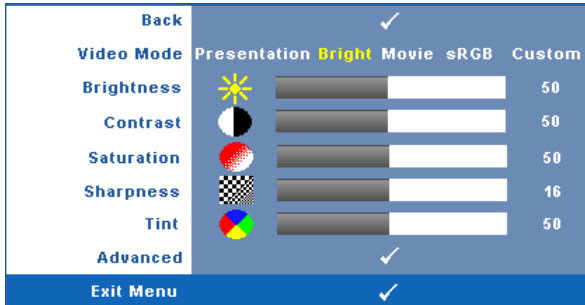 Back
Video Mode Presentation Bright Movie sRGB Custom
Brightness 50
Contrast 50
Saturation 50
Sharpness 16
Tint 50
Advanced
Exit Menu